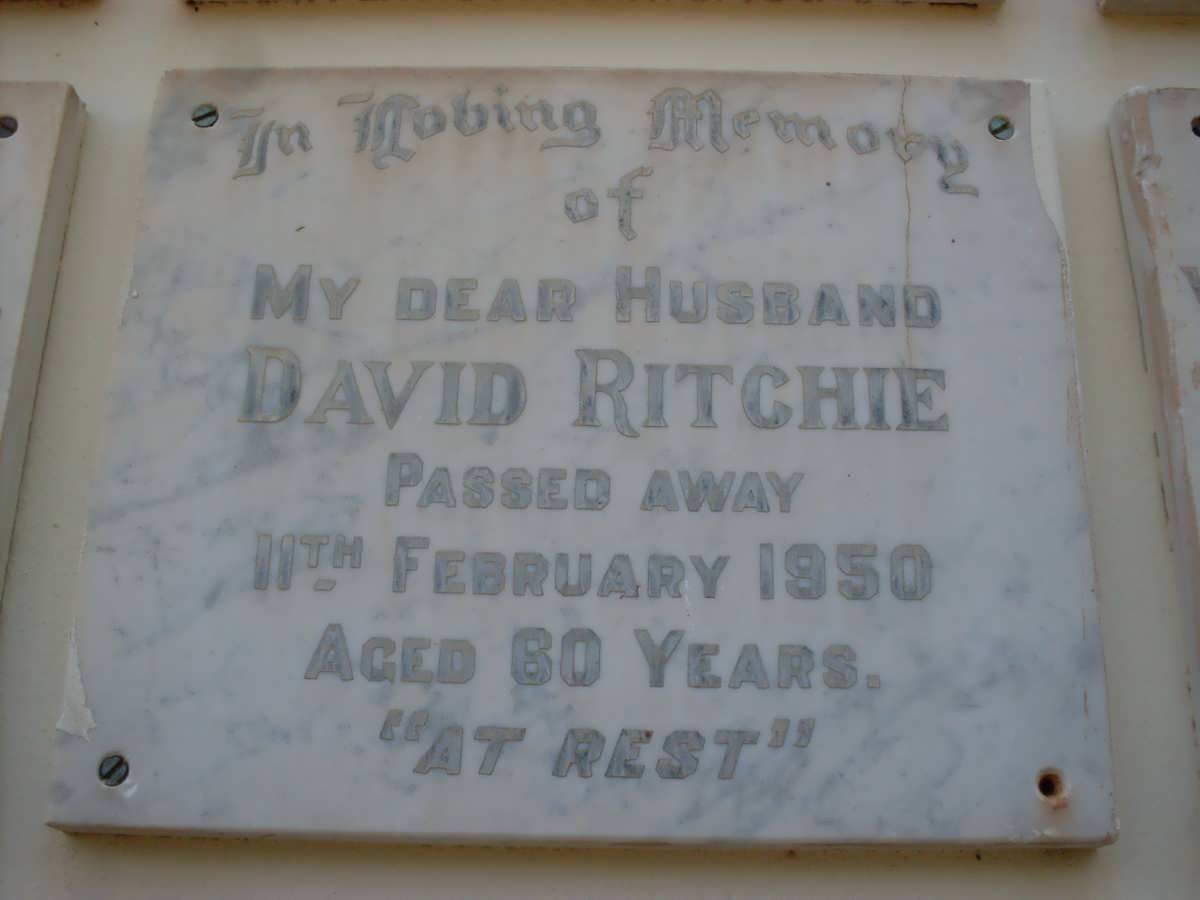 In Loving Memory
of
MY DEAR HUSBAND
DAVID RITCHIE
PASSED AWAY
11TH FEBRUARY 1950
AGED 60 YEARS.
"AT REST"